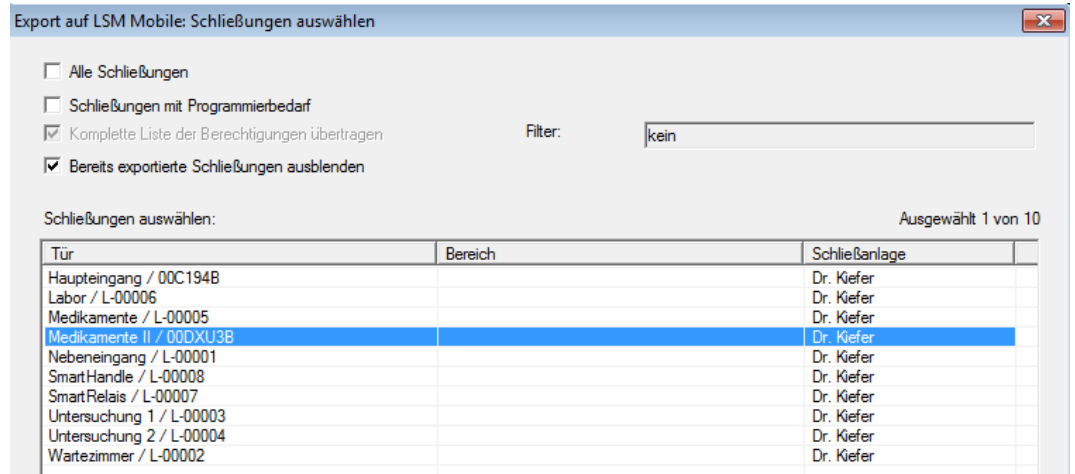 Export auf LSM Mobile: Schließungen auswählen
Alle Schließungen
Schließungen mit Programmierbedarf
Komplette Liste der Berechtigungen übertragen Filter: kein
Bereits exportierte Schließungen ausblenden
Schließungen auswählen: Ausgewählt 1 von 10
Tür Bereich Schließanlage
Haupteingang / 00C194B Dr. Kiefer
Labor / L-00006 Dr. Kiefer
Medikamente / L-00005 Dr. Kiefer
Medikamente II / 00DXU3B Dr. Kiefer
Nebeneingang / L-00001 Dr. Kiefer
SmartHandle / L-00008 Dr. Kiefer
SmartRelais / L-00007 Dr. Kiefer
Untersuchung 1 / L-00003 Dr. Kiefer
Untersuchung 2 / L-00004 Dr. Kiefer
Wartezimmer / L-00002 Dr. Kiefer